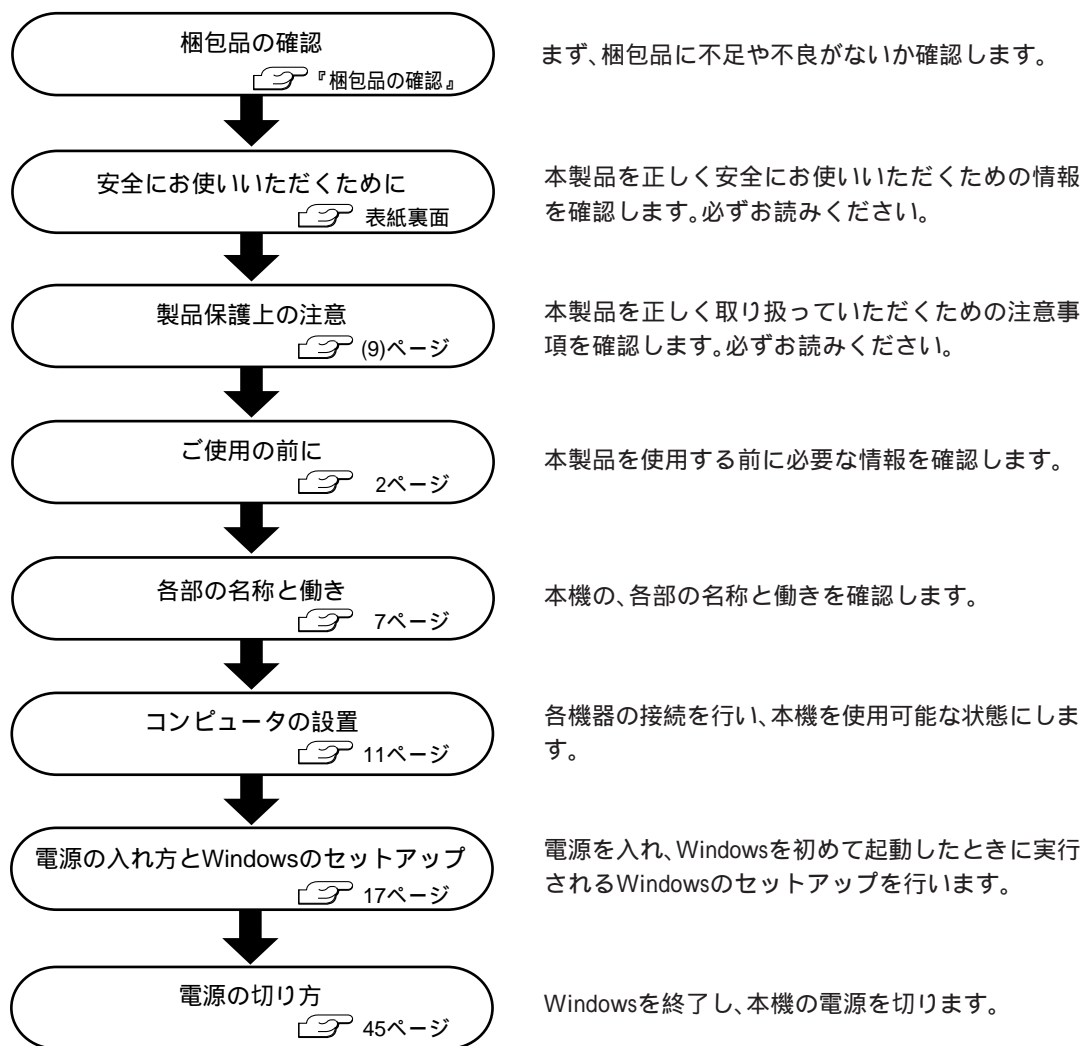 梱包品の確認
『梱包品の確認』
まず、梱包品に不足や不良がないか確認します。
安全にお使いいただくために
表紙裏面
本製品を正しく安全にお使いいただくための情報
を確認します。必ずお読みください。
製品保護上の注意
(9)ページ
本製品を正しく取り扱っていただくための注意事
項を確認します。必ずお読みください。
ご使用の前に
2ページ
本製品を使用する前に必要な情報を確認します。
各部の名称と働き
7ページ
本機の、各部の名称と働きを確認します。
コンピュータの設置
11ページ
各機器の接続を行い、本機を使用可能な状態にしま
す。
電源の入れ方とWindowsのセットアップ
17ページ
電源を入れ、Windowsを初めて起動したときに実行
されるWindowsのセットアップを行います。
電源の切り方
45ページ
Windowsを終了し、本機の電源を切ります。